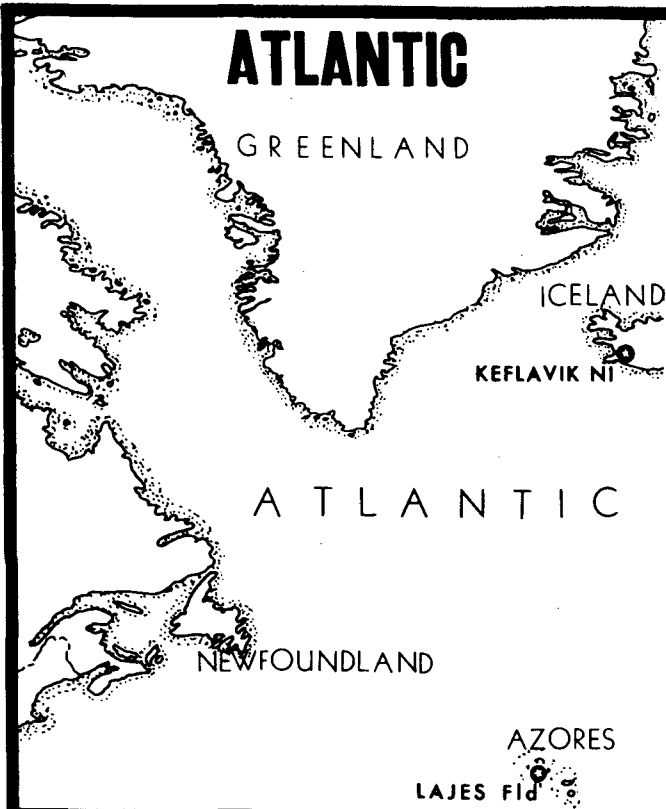 ATLANTIC
GREENLAND
ICELAND
KEFLAVIK NI
ATLANTIC
NEWFOUNDLAND
AZORES
LAJES Fld